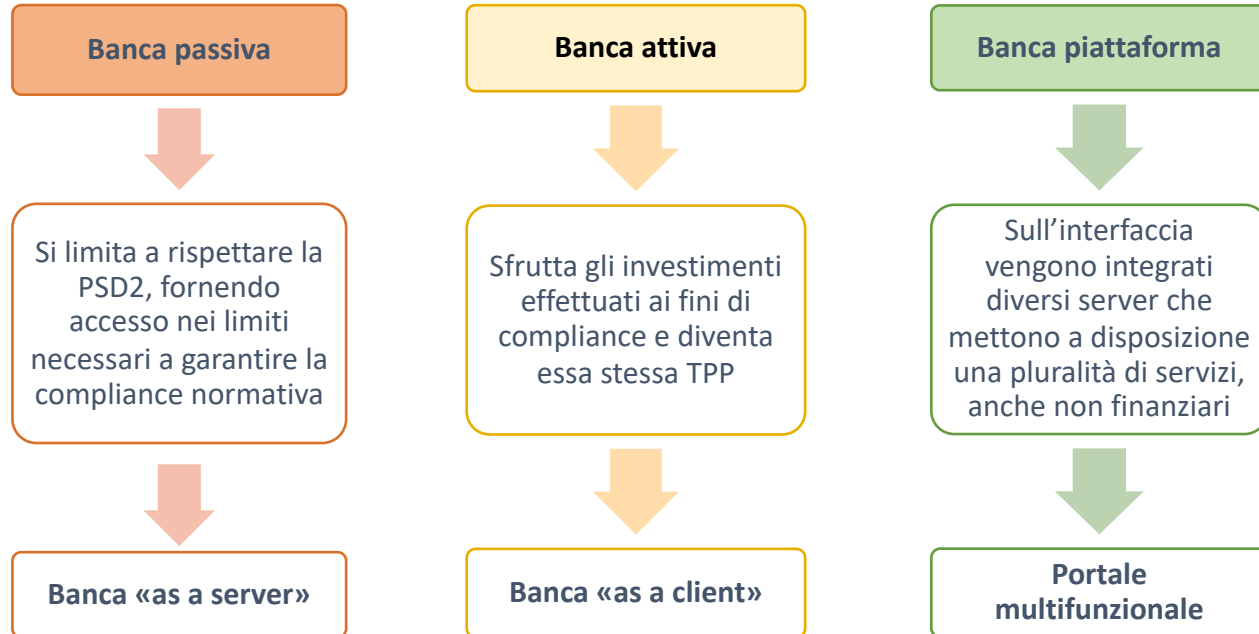 Banca passiva
Si limita a rispettare la
PSD2, fornendo
accesso nei limiti
necessari a garantire la
compliance normativa
Banca «as a server»
Banca attiva
Sfrutta gli investimenti
effettuati ai fini di
compliance e diventa
essa stessa TPP
Banca «as a client»
Banca piattaforma
Sull’interfaccia
vengono integrati
diversi server che
mettono a disposizione
una pluralità di servizi,
anche non finanziari
Portale
multifunzionale